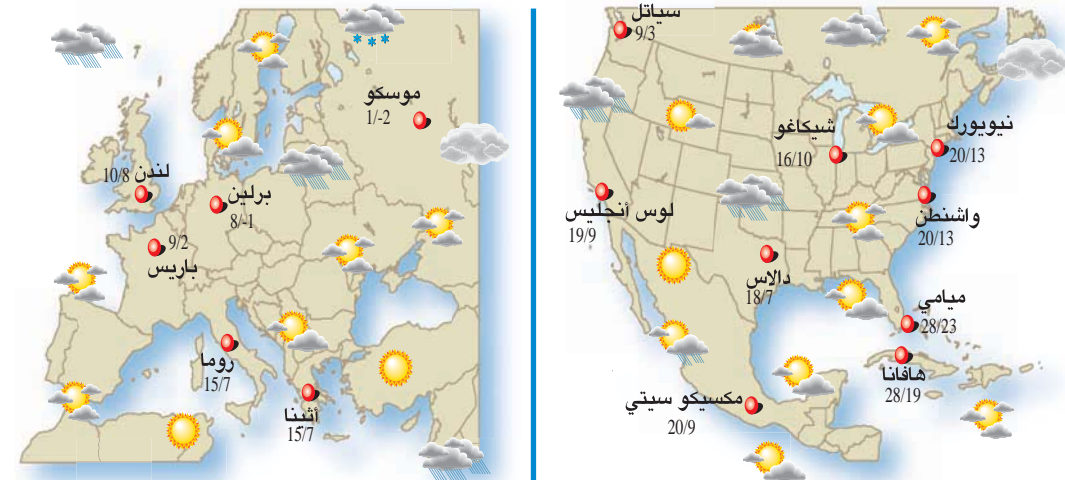 سياتل
9/3
شيكاغو
16/10
نيويورك
20/13
لوس أنجليس
19/9
واشنطن
20/13
دالاس
18/7
ميامي
28/23
هافانا
28/19
مكسيكو سيتي
20/9
موسكو
1/-2
لندن 10/8
برلين
8/-1
9/2
باريس
روما
15/7
أثينا
15/7